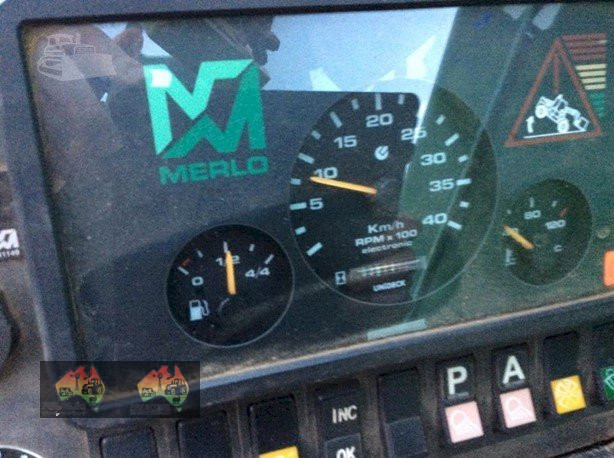 MERLO
5
10
15
20
25
30
35
40
Km/h
RPM x 100
electronic
UNIDECK
0
1/2
4/4
80
120
C
P
A
INC
OK